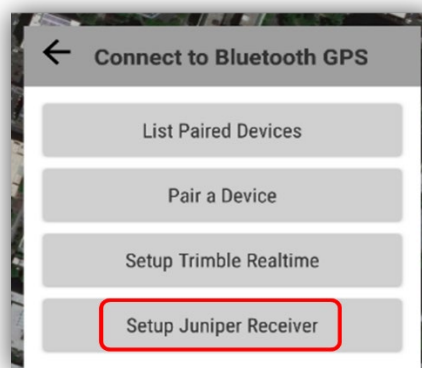 Connect to Bluetooth GPS
List Paired Devices
Pair a Device
Setup Trimble Realtime
Setup Juniper Receiver